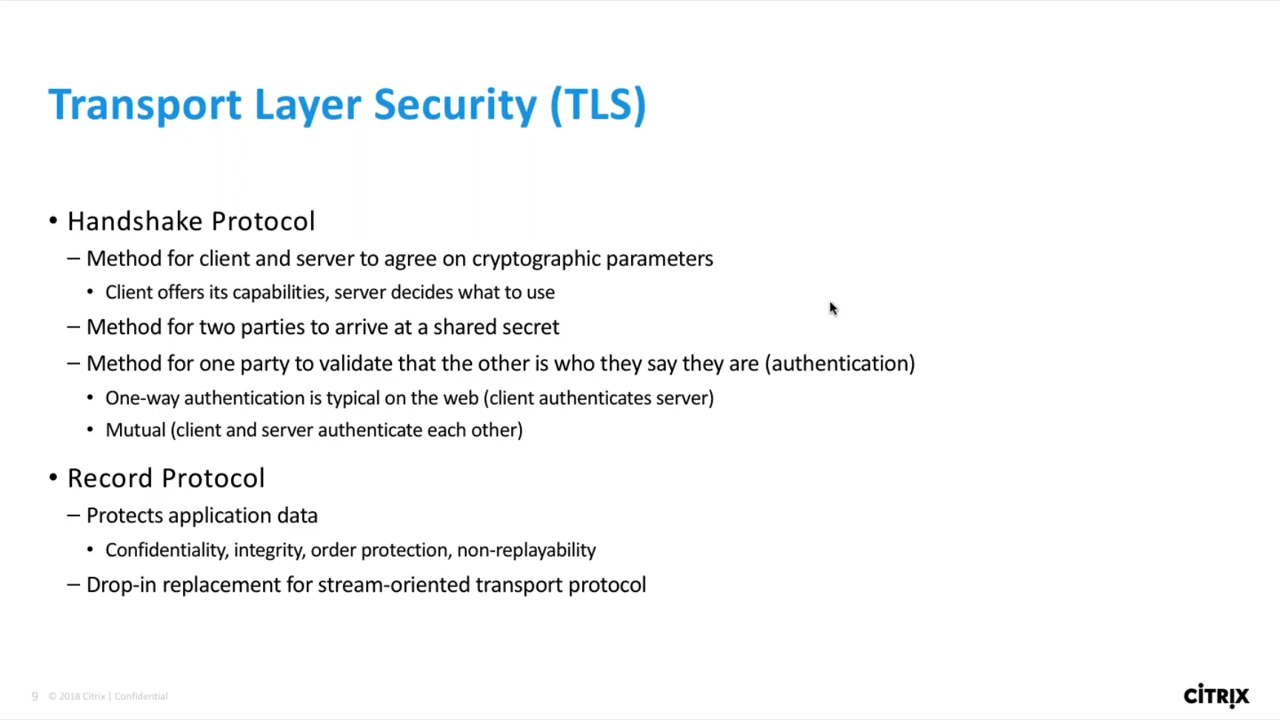 Transport Layer Security (TLS)
• Handshake Protocol
– Method for client and server to agree on cryptographic parameters
• Client offers its capabilities, server decides what to use
– Method for two parties to arrive at a shared secret
– Method for one party to validate that the other is who they say they are (authentication)
• One-way authentication is typical on the web (client authenticates server)
• Mutual (client and server authenticate each other)
• Record Protocol
– Protects application data
• Confidentiality, integrity, order protection, non-replayability
– Drop-in replacement for stream-oriented transport protocol
9 © 2018 Citrix | Confidential
CİTRIX